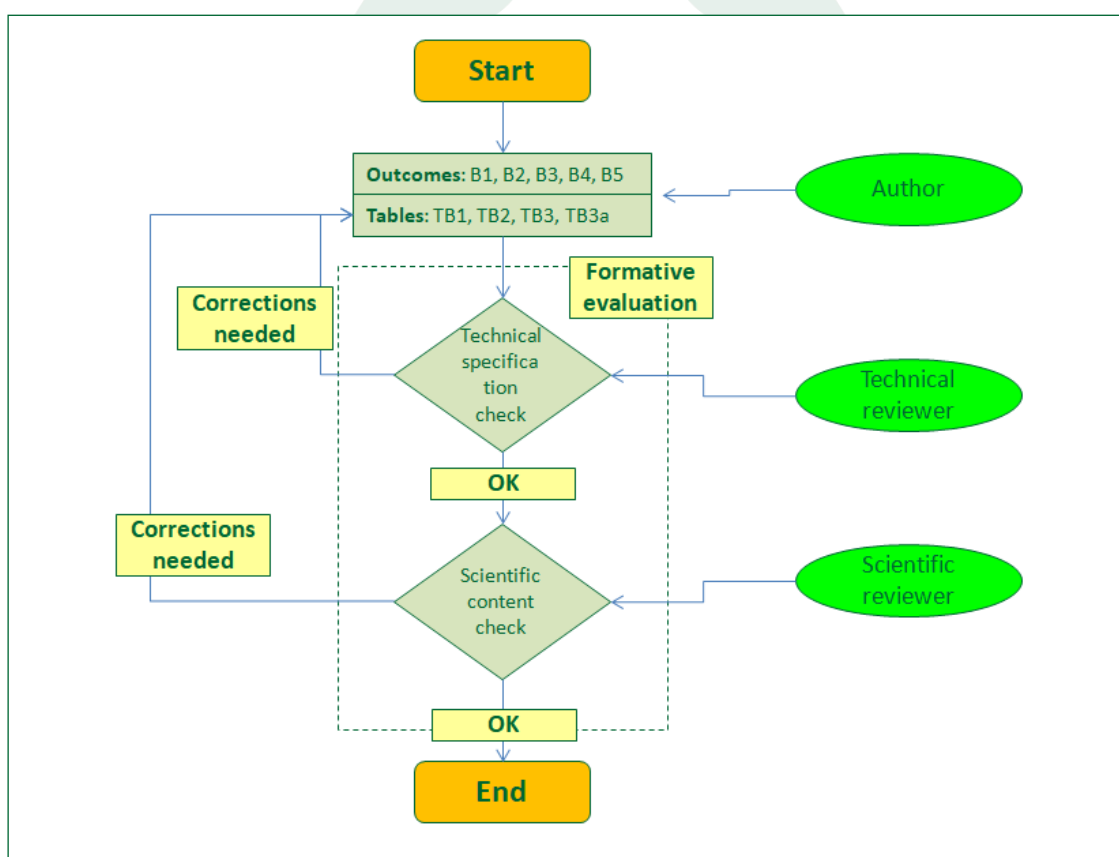 Start
Outcomes: B1, B2, B3, B4, B5
Author
Tables: TB1, TB2, TB3, TB3a
Formative
evaluation
Corrections
needed
Technical
specifica
tion
check
Technical
reviewer
OK
Corrections
needed
Scientific
content
check
Scientific
reviewer
OK
End